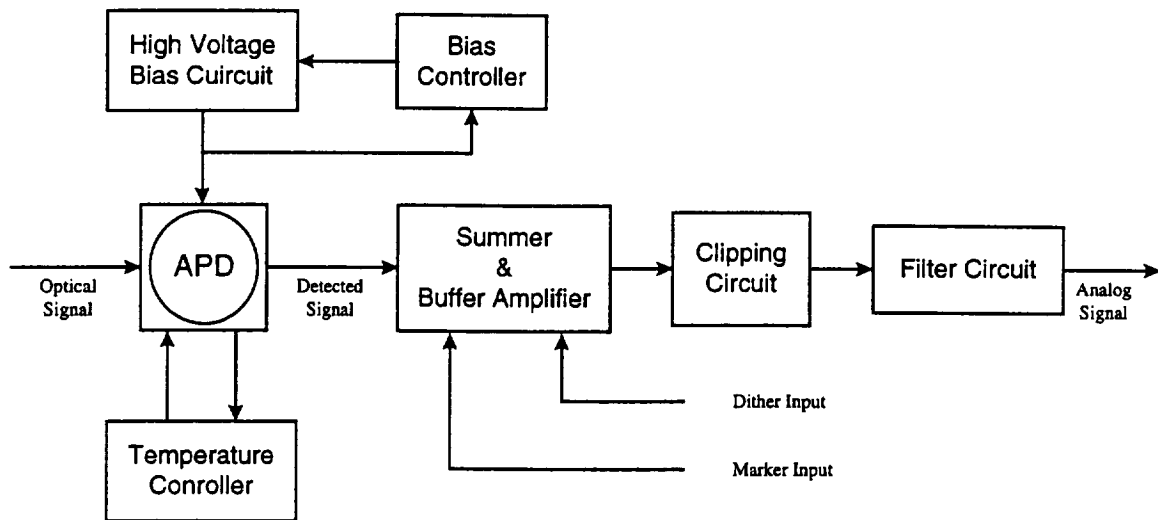 High Voltage
Bias Cuircuit
Bias
Controller
APD
Optical
Signal
Detected
Signal
Summer
&
Buffer Amplifier
Clipping
Circuit
Filter Circuit
Analog
Signal
Dither Input
Marker Input
Temperature
Conroller